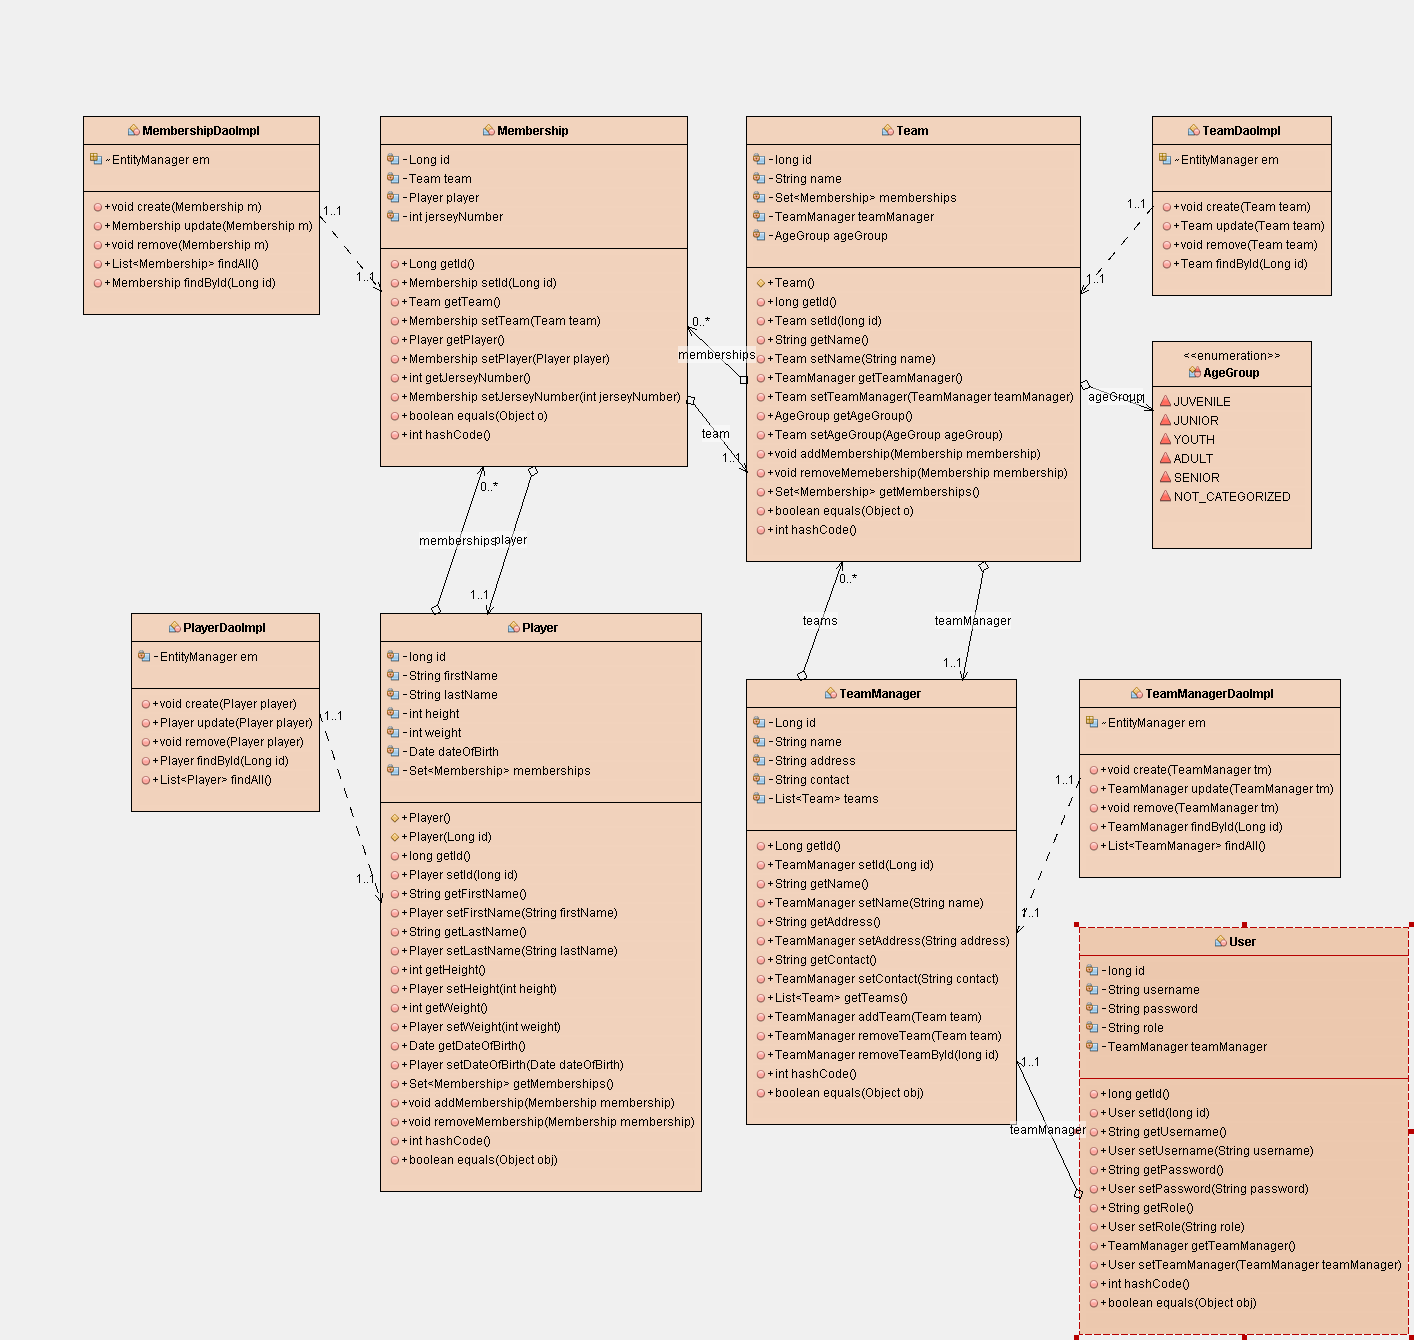 MembershipDaoImpl
~EntityManager em
+void create(Membership m)
+Membership update(Membership m)
+void remove(Membership m)
+List<Membership> findAll()
+Membership findById(Long id)
1..1
1..1
Membership
-Long id
-Team team
-Player player
-int jerseyNumber
+Long getId()
+Membership setId(Long id)
+Team getTeam()
+Membership setTeam(Team team)
+Player getPlayer()
+Membership setPlayer(Player player)
+int getJerseyNumber()
+Membership setJerseyNumber(int jerseyNumber)
+boolean equals(Object o)
+int hashCode()
0..*
memberships
team
1..1
Team
-long id
-String name
-Set<Membership> memberships
-TeamManager teamManager
-AgeGroup ageGroup
+Team()
+long getId()
+Team setId(long id)
+String getName()
+Team setName(String name)
+TeamManager getTeamManager()
+Team setTeamManager(TeamManager teamManager)
+AgeGroup getAgeGroup()
+Team setAgeGroup(AgeGroup ageGroup)
+void addMembership(Membership membership)
+void removeMemebership(Membership membership)
+Set<Membership> getMemberships()
+boolean equals(Object o)
+int hashCode()
1..1
1..1
TeamDaoImpl
~EntityManager em
+void create(Team team)
+Team update(Team team)
+void remove(Team team)
+Team findById(Long id)
ageGroup
<<enumeration>>
AgeGroup
JUVENILE
JUNIOR
YOUTH
ADULT
SENIOR
NOT_CATEGORIZED
0..*
memberships
player
1..1
0..*
teams
teamManager
1..1
PlayerDaoImpl
-EntityManager em
+void create(Player player)
+Player update(Player player)
+void remove(Player player)
+Player findById(Long id)
+List<Player> findAll()
1..1
1..1
Player
-long id
-String firstName
-String lastName
-int height
-int weight
-Date dateOfBirth
-Set<Membership> memberships
+Player()
+Player(Long id)
+long getId()
+Player setId(long id)
+String getFirstName()
+Player setFirstName(String firstName)
+String getLastName()
+Player setLastName(String lastName)
+int getHeight()
+Player setHeight(int height)
+int getWeight()
+Player setWeight(int weight)
+Date getDateOfBirth()
+Player setDateOfBirth(Date dateOfBirth)
+Set<Membership> getMemberships()
+void addMembership(Membership membership)
+void removeMembership(Membership membership)
+int hashCode()
+boolean equals(Object obj)
TeamManager
-Long id
-String name
-String address
-String contact
-List<Team> teams
+Long getId()
+TeamManager setId(Long id)
+String getName()
+TeamManager setName(String name)
+String getAddress()
+TeamManager setAddress(String address)
+String getContact()
+TeamManager setContact(String contact)
+List<Team> getTeams()
+TeamManager addTeam(Team team)
+TeamManager removeTeam(Team team)
+TeamManager removeTeamById(long id)
+int hashCode()
+boolean equals(Object obj)
1..1
1..1
TeamManagerDaoImpl
~EntityManager em
+void create(TeamManager tm)
+TeamManager update(TeamManager tm)
+void remove(TeamManager tm)
+TeamManager findById(Long id)
+List<TeamManager> findAll()
1..1
teamManager
User
-long id
-String username
-String password
-String role
-TeamManager teamManager
+long getId()
+User setId(long id)
+String getUsername()
+User setUsername(String username)
+String getPassword()
+User setPassword(String password)
+String getRole()
+User setRole(String role)
+TeamManager getTeamManager()
+User setTeamManager(TeamManager teamManager)
+int hashCode()
+boolean equals(Object obj)